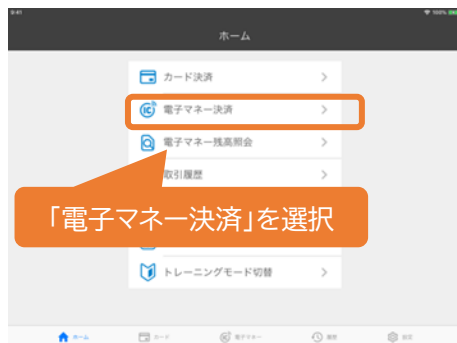 9:41
100%
ホーム
カード決済
電子マネー決済
電子マネー残高照会
取引履歴
「電子マネー決済」を選択
トレーニングモード切替
ホーム
カード
電子マネー
履歴
設定